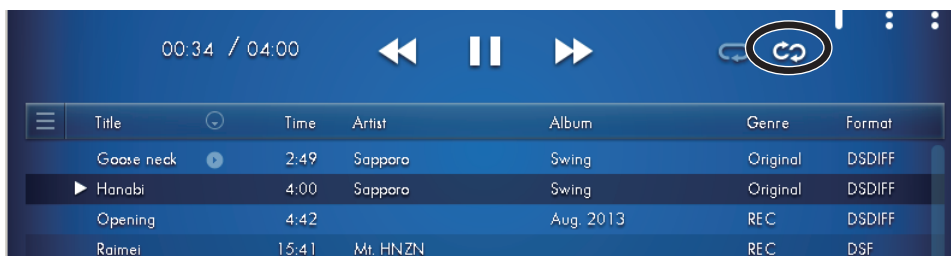 00:34 / 04:00
Title Time Artist Album Genre Format
Goose neck 2:49 Sapporo Swing Original DSDIFF
Hanabi 4:00 Sapporo Swing Original DSDIFF
Opening 4:42 Aug. 2013 REC DSDIFF
Raimei 15:41 Mt. HNZN REC DSF